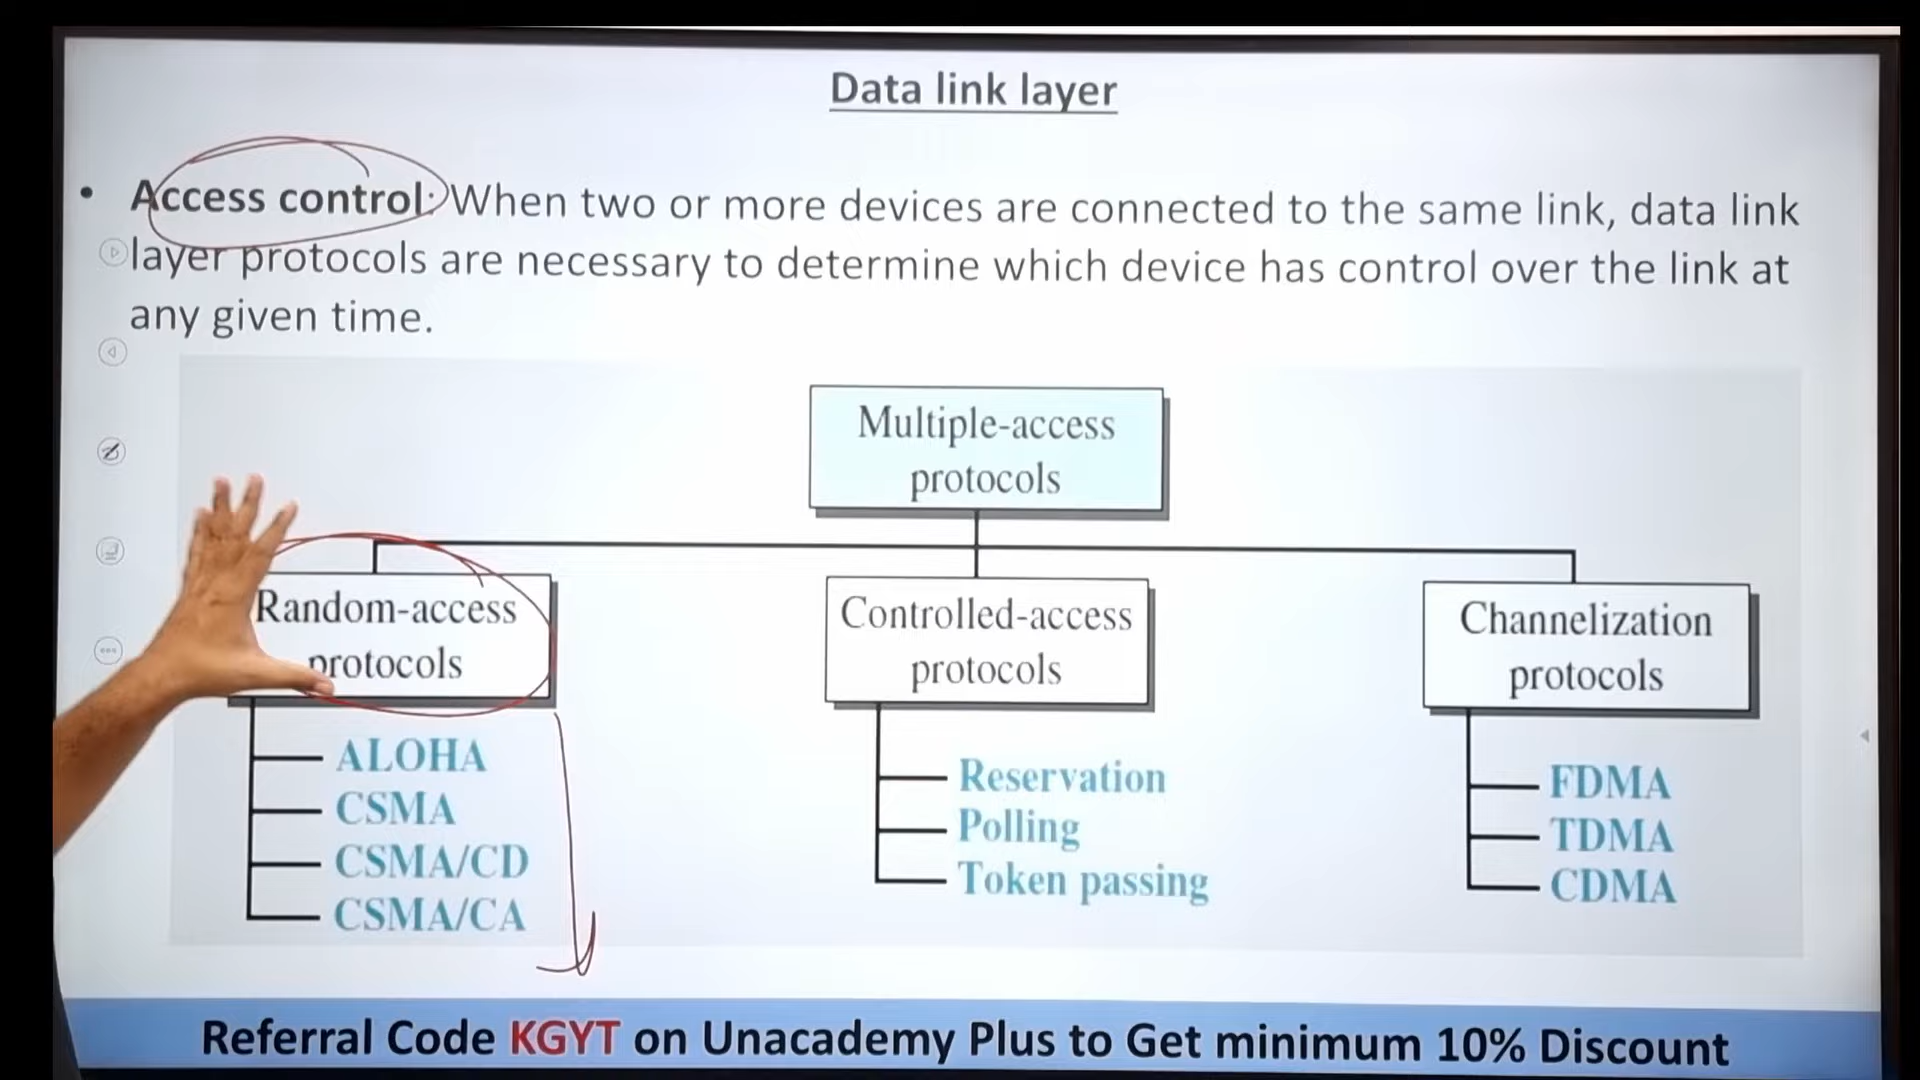 Data link layer
• Access control: When two or more devices are connected to the same link, data link
layer protocols are necessary to determine which device has control over the link at
any given time.
Multiple-access
protocols
Random-access
protocols
ALOHA
CSMA
CSMA/CD
CSMA/CA
Controlled-access
protocols
Reservation
Polling
Token passing
Channelization
protocols
FDMA
TDMA
CDMA
Referral Code KGYT on Unacademy Plus to Get minimum 10% Discount